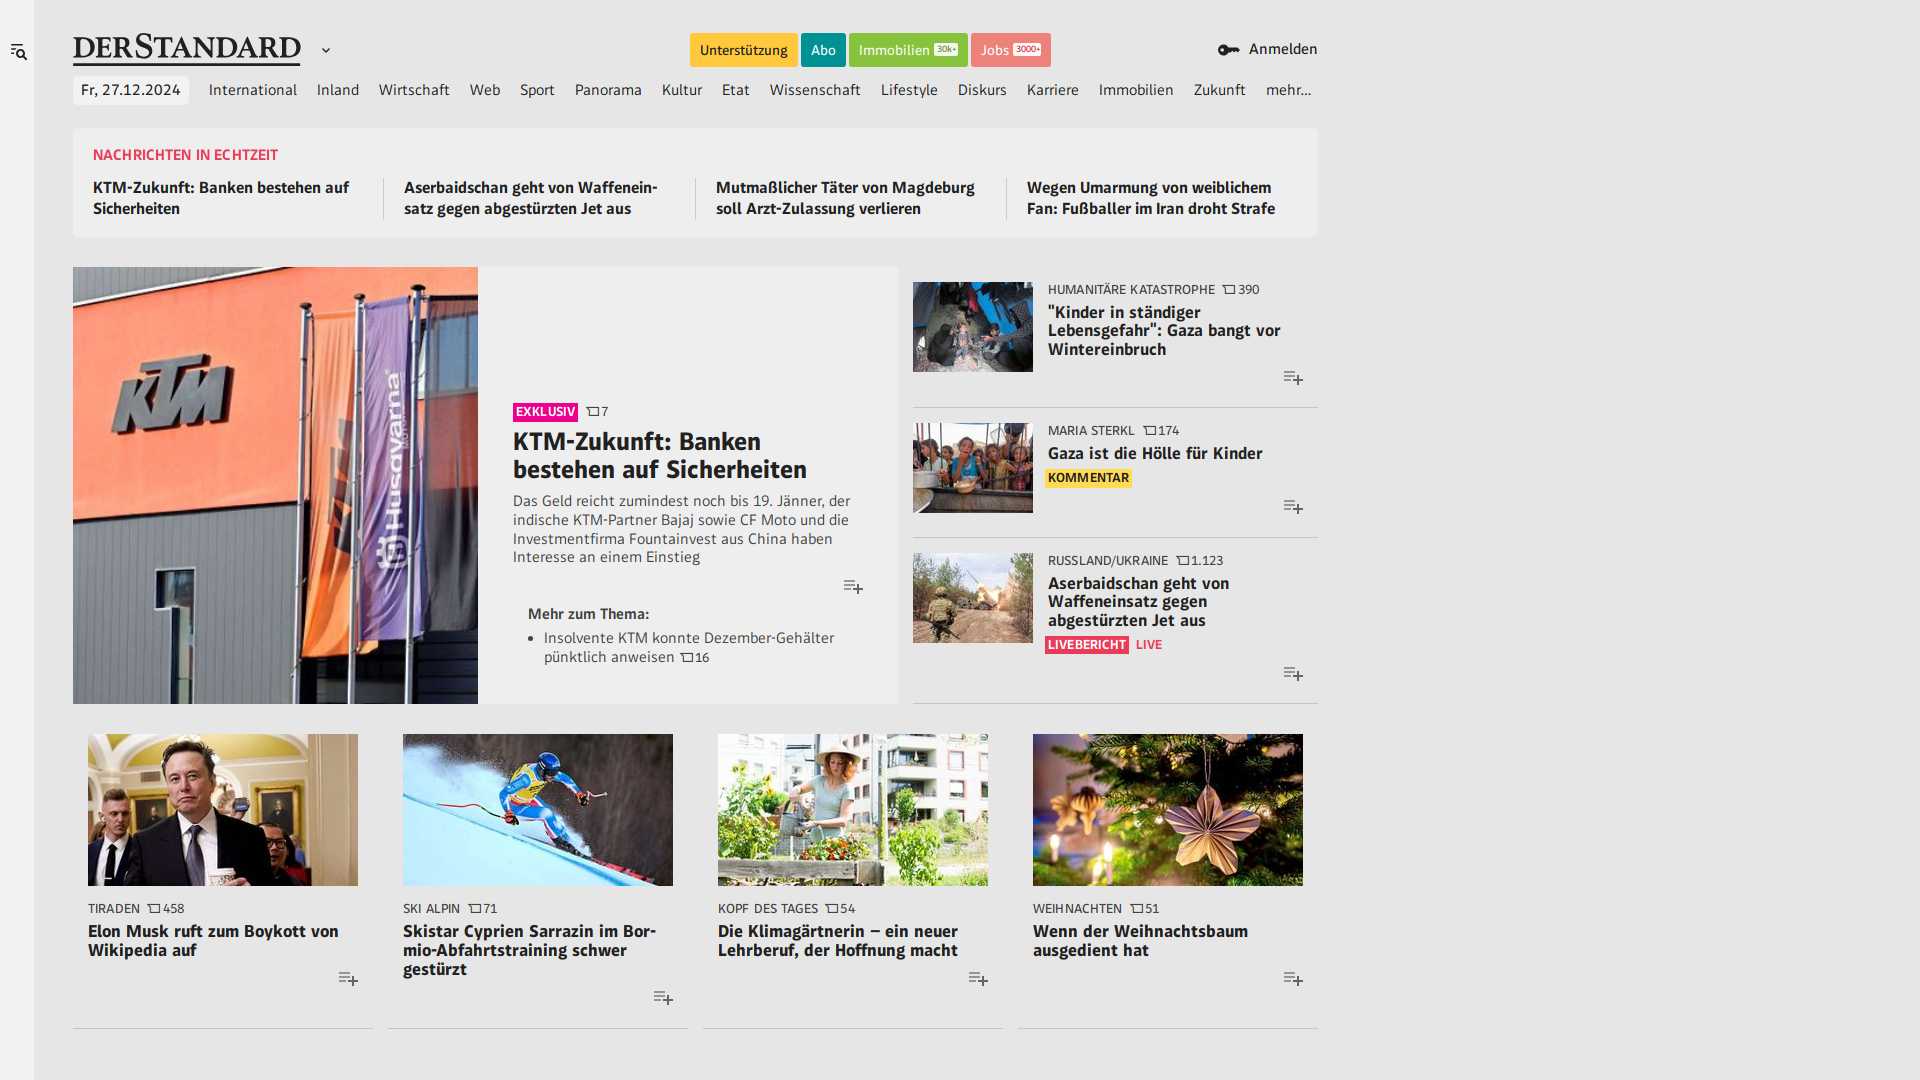 DERSTANDARD
Unterstützung
Abo
Immobilien 30k+
Jobs 3000+
Anmelden
Fr, 27.12.2024
International
Inland
Wirtschaft
Web
Sport
Panorama
Kultur
Etat
Wissenschaft
Lifestyle
Diskurs
Karriere
Immobilien
Zukunft
mehr...
NACHRICHTEN IN ECHTZEIT
KTM-Zukunft: Banken bestehen auf
Sicherheiten
Aserbaidschan geht von Waffenein-
satz gegen abgestürzten Jet aus
Mutmaßlicher Täter von Magdeburg
soll Arzt-Zulassung verlieren
Wegen Umarmung von weiblichem
Fan: Fußballer im Iran droht Strafe
KTM
Husqvarna
EXKLUSIV 7
KTM-Zukunft: Banken
bestehen auf Sicherheiten
Das Geld reicht zumindest noch bis 19. Jänner, der
indische KTM-Partner Bajaj sowie CF Moto und die
Investmentfirma Fountainvest aus China haben
Interesse an einem Einstieg
Mehr zum Thema:
Insolvente KTM konnte Dezember-Gehälter
pünktlich anweisen 16
HUMANITÄRE KATASTROPHE 390
"Kinder in ständiger
Lebensgefahr": Gaza bangt vor
Wintereinbruch
MARIA STERKL 174
Gaza ist die Hölle für Kinder
KOMMENTAR
RUSSLAND/UKRAINE 1.123
Aserbaidschan geht von
Waffeneinsatz gegen
abgestürzten Jet aus
LIVEBERICHT LIVE
TIRADEN 458
Elon Musk ruft zum Boykott von
Wikipedia auf
SKI ALPIN 71
Skistar Cyprien Sarrazin im Bor-
mio-Abfahrtstraining schwer
gestürzt
KOPF DES TAGES 54
Die Klimagärtnerin – ein neuer
Lehrberuf, der Hoffnung macht
WEIHNACHTEN 51
Wenn der Weihnachtsbaum
ausgedient hat